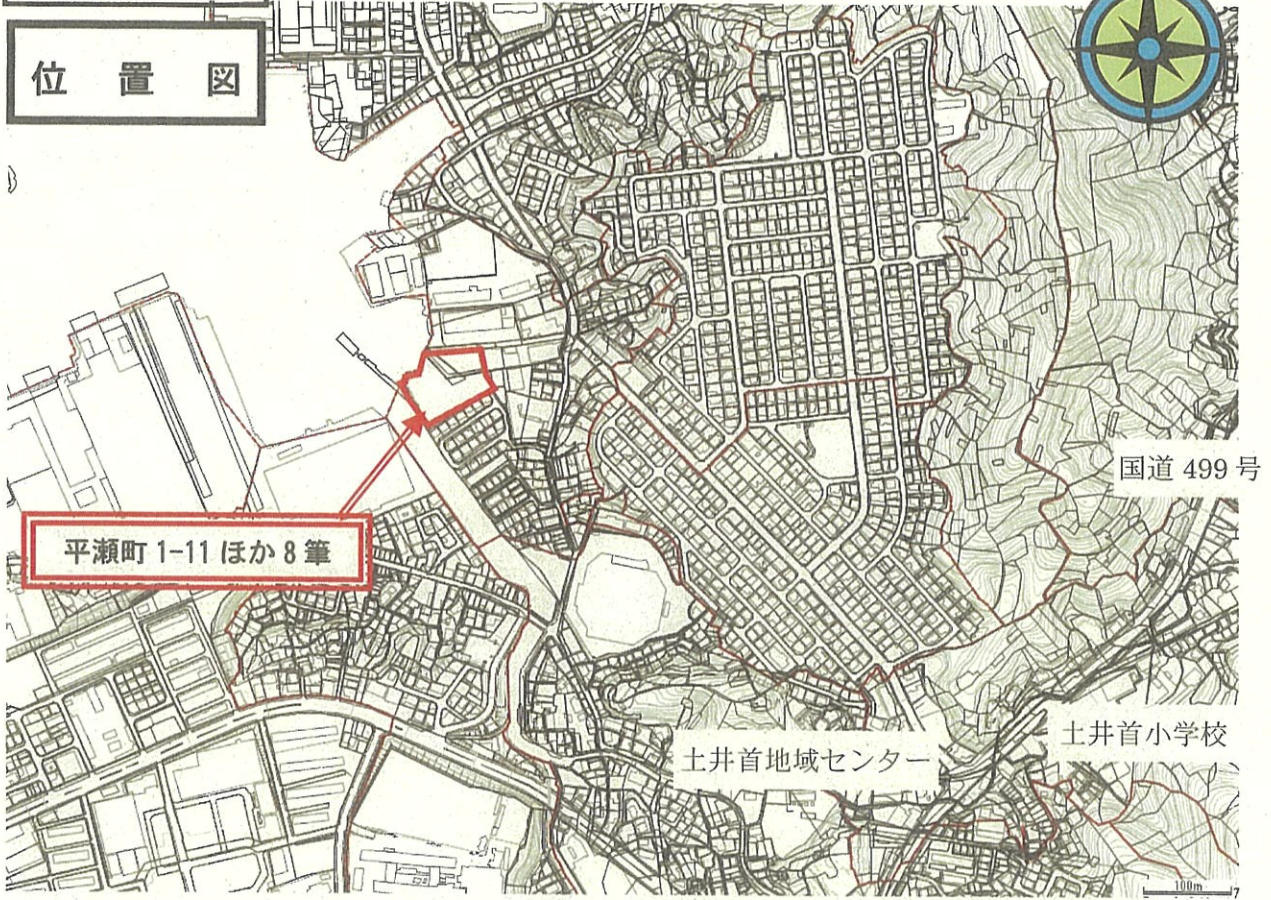 位置図
国道 499 号
平瀬町 1-11 ほか 8 筆
土井首小学校
土井首地域センター
100m